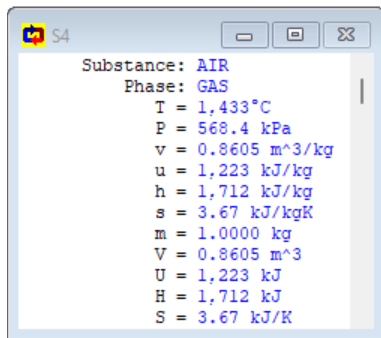 S4
Substance: AIR
Phase: GAS
T = 1,433°C
P = 568.4 kPa
v = 0.8605 m^3/kg
u = 1,223 kJ/kg
h = 1,712 kJ/kg
s = 3.67 kJ/kgK
m = 1.0000 kg
V = 0.8605 m^3
U = 1,223 kJ
H = 1,712 kJ
S = 3.67 kJ/K